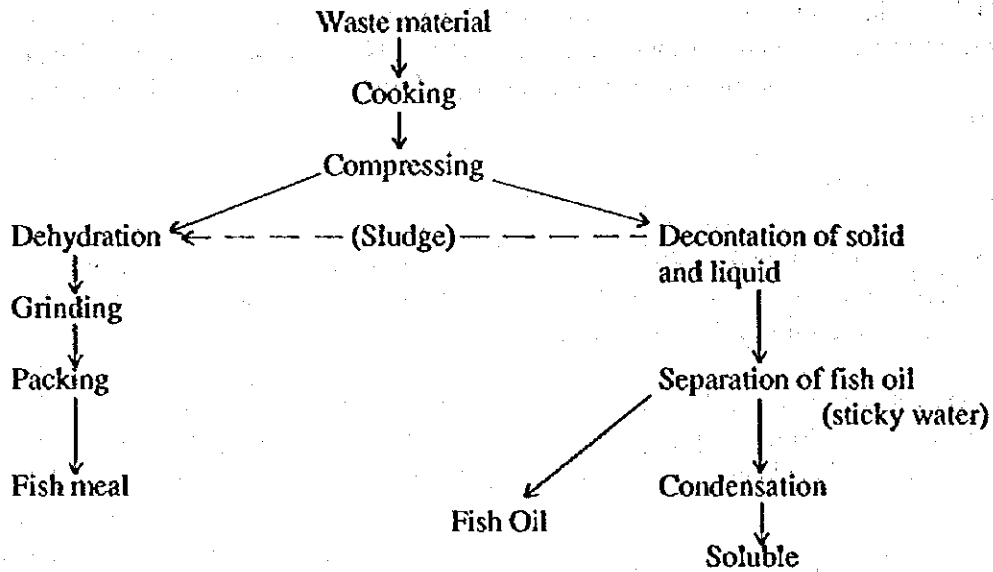 Waste material
Cooking
Compressing
Dehydration
(Sludge)
Decontation of solid
and liquid
Grinding
Packing
Separation of fish oil
(sticky water)
Fish meal
Condensation
Fish Oil
Soluble